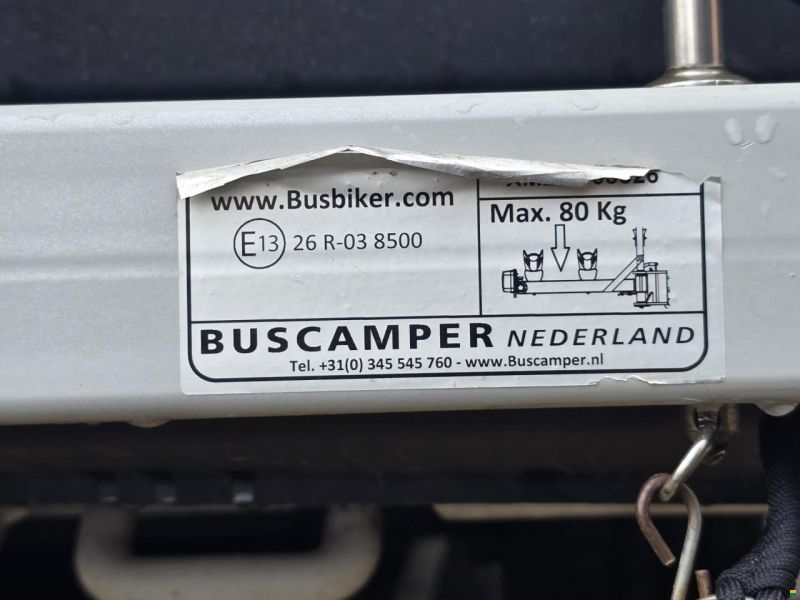 www.Busbiker.com
Max. 80 Kg
E13 26 R-03 8500
BUSCAMPER NEDERLAND
Tel. +31(0) 345 545 760 - www.Buscamper.nl